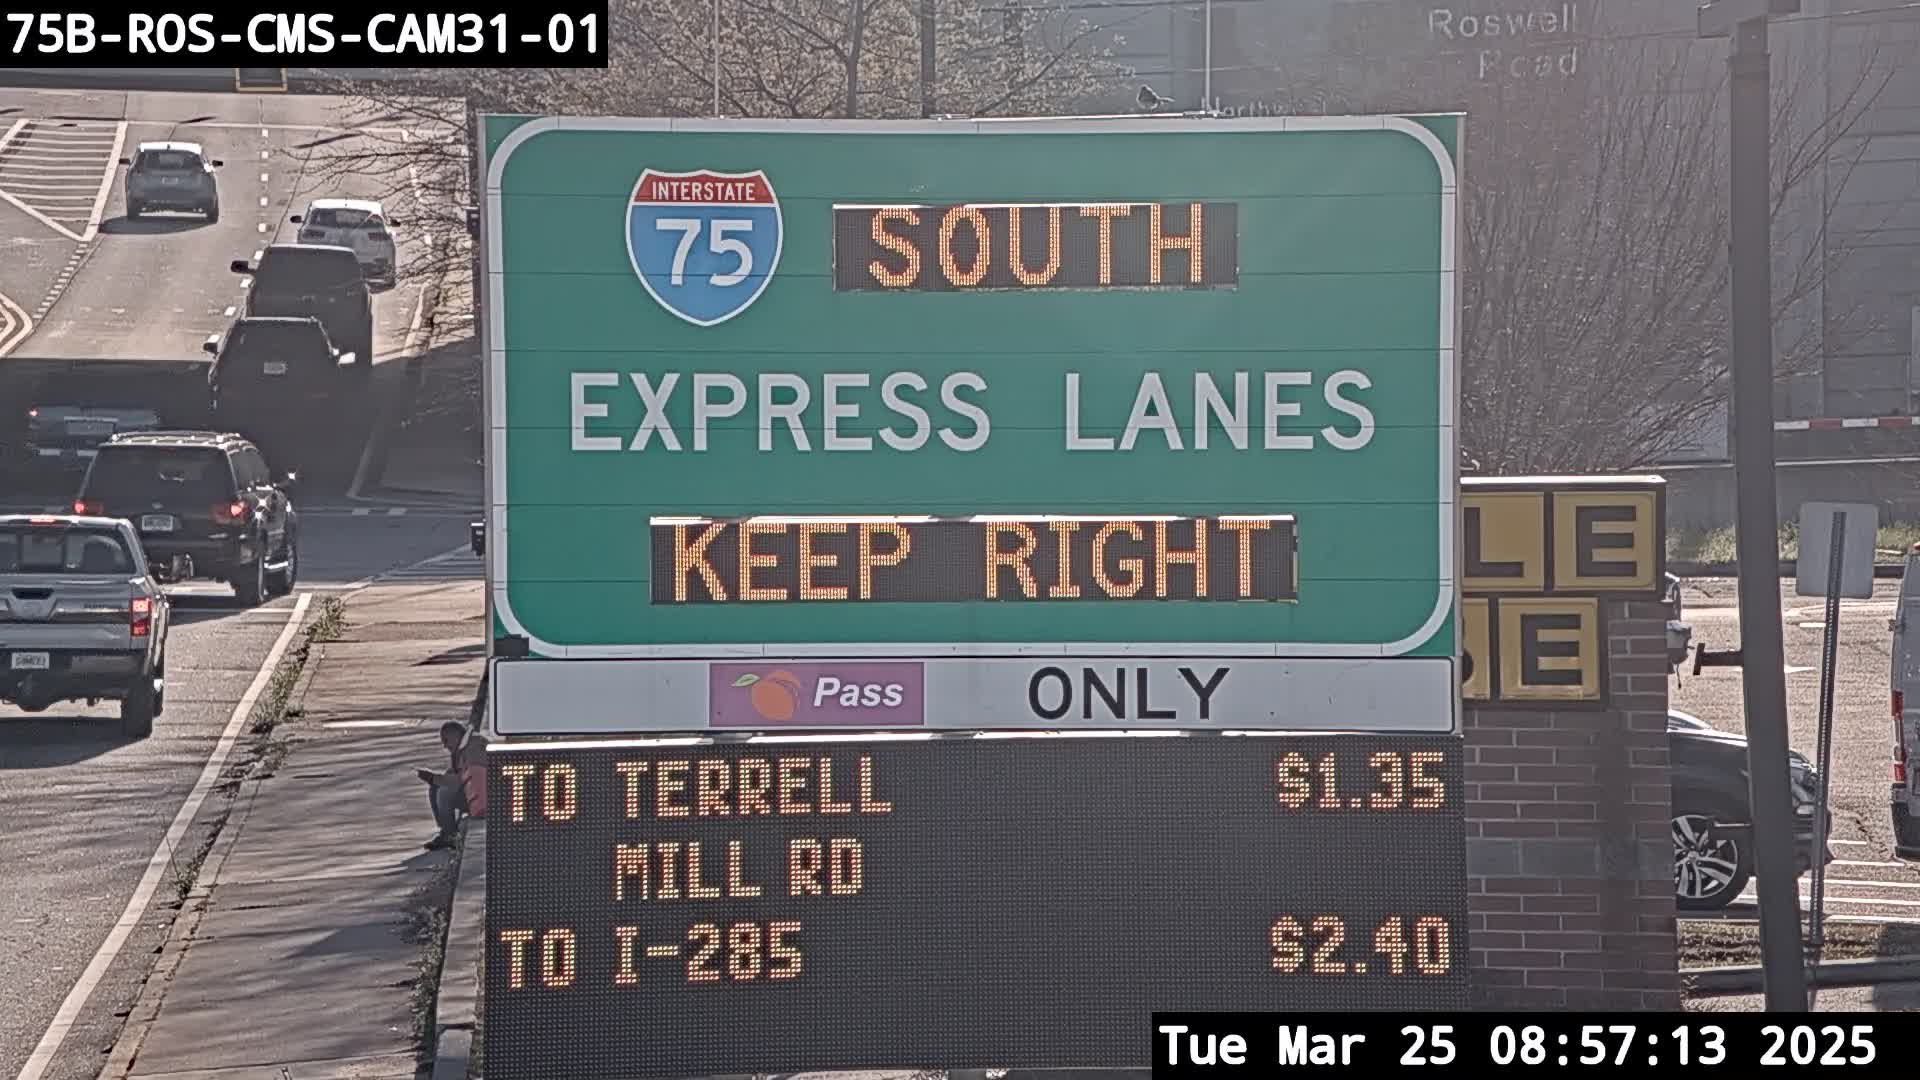 75B-ROS-CMS-CAM31-01
Roswell
Road
INTERSTATE
75
SOUTH
EXPRESS LANES
KEEP RIGHT
Pass ONLY
TO TERRELL $1.35
MILL RD
TO I-285 $2.40
LE
E
Tue Mar 25 08:57:13 2025